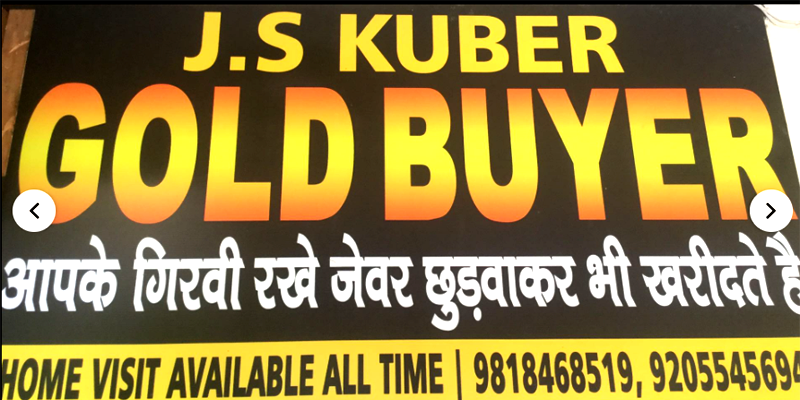 J.S KUBER
GOLD BUYER
आपके गिरवी रखे जेवर छुड़वाकर भी खरीदते है
HOME VISIT AVAILABLE ALL TIME | 9818468519, 9205545694